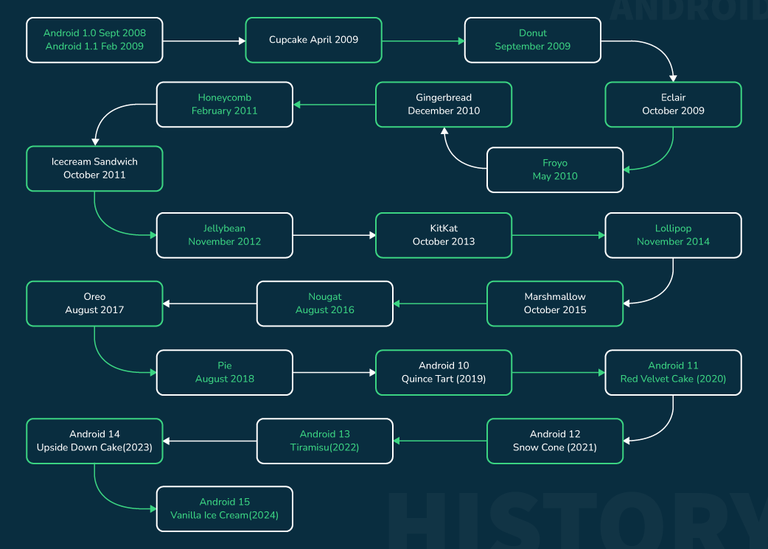 ANDROID
Android 1.0 Sept 2008
Android 1.1 Feb 2009
Cupcake April 2009
Donut
September 2009
Eclair
October 2009
Froyo
May 2010
Gingerbread
December 2010
Honeycomb
February 2011
Icecream Sandwich
October 2011
Jellybean
November 2012
KitKat
October 2013
Lollipop
November 2014
Marshmallow
October 2015
Nougat
August 2016
Oreo
August 2017
Pie
August 2018
Android 10
Quince Tart (2019)
Android 11
Red Velvet Cake (2020)
Android 12
Snow Cone (2021)
Android 13
Tiramisu(2022)
Android 14
Upside Down Cake(2023)
Android 15
Vanilla Ice Cream(2024)
HISTORY